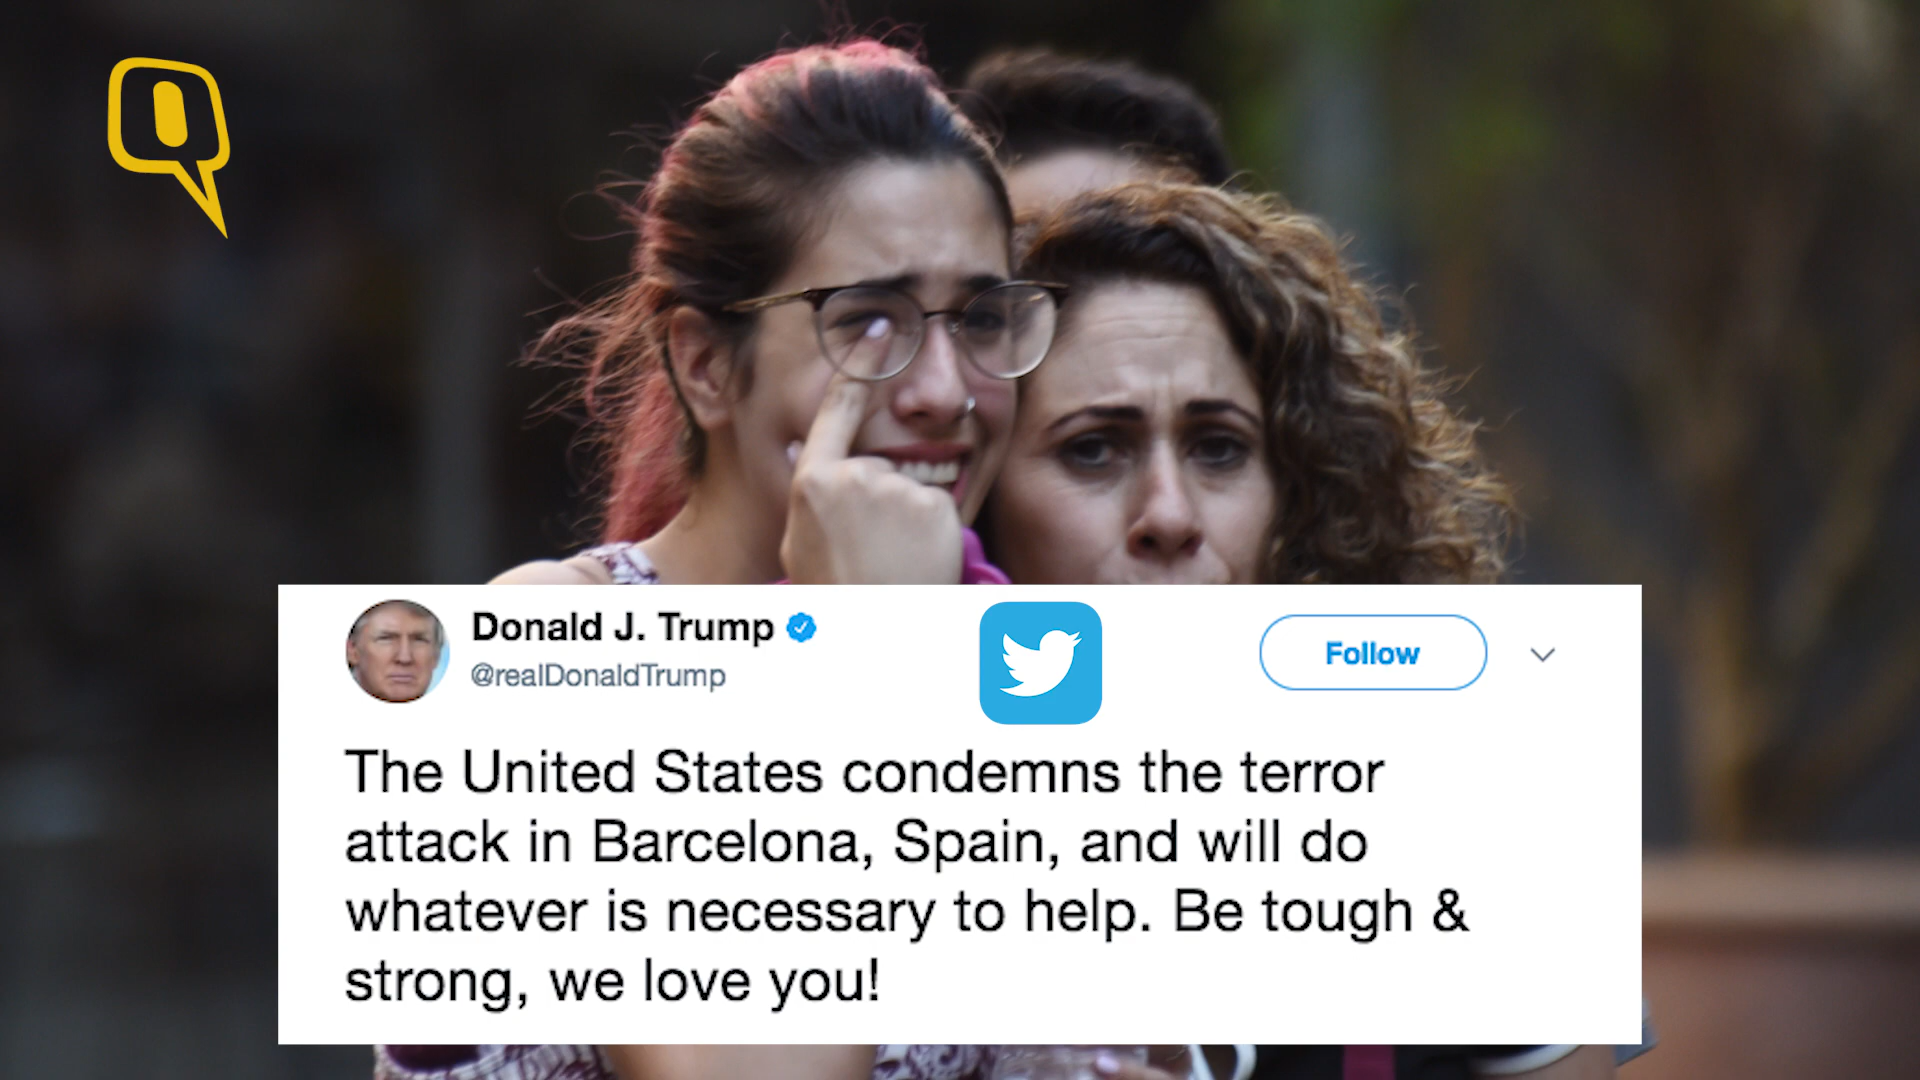 Donald J. Trump
@realDonaldTrump
Follow
The United States condemns the terror
attack in Barcelona, Spain, and will do
whatever is necessary to help. Be tough &
strong, we love you!